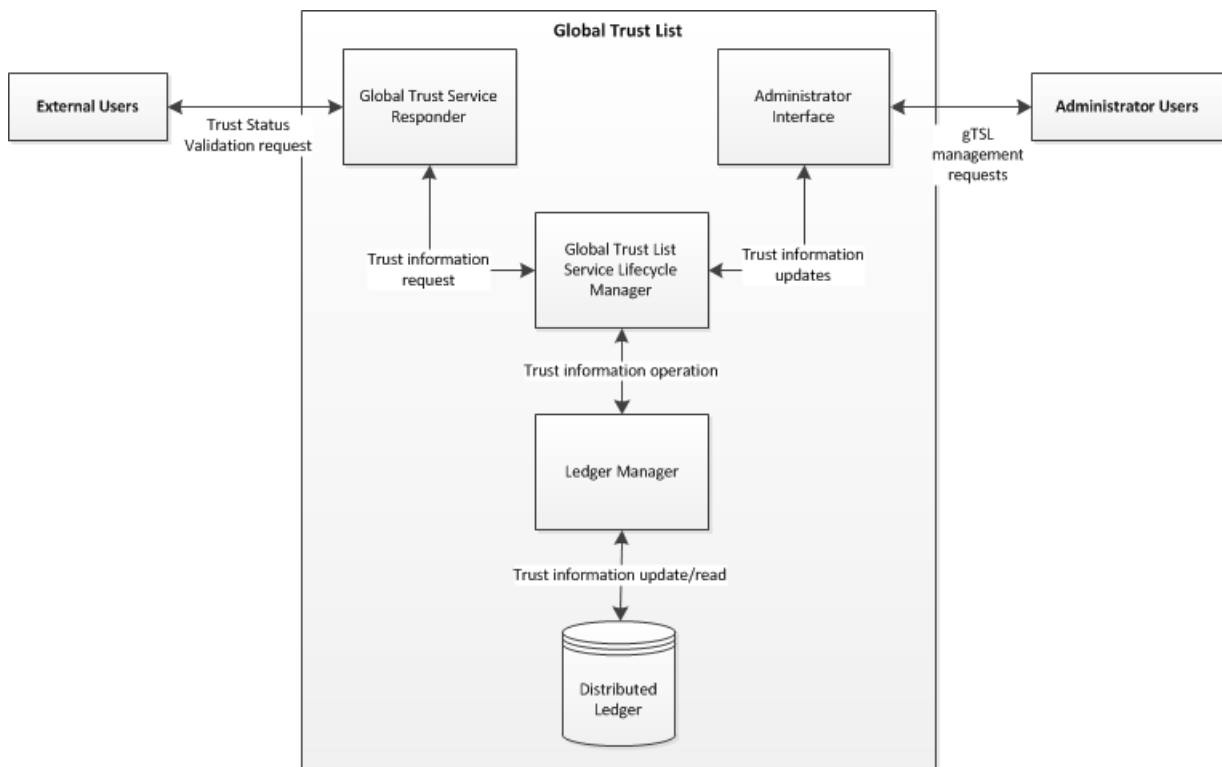 Global Trust List
External Users
Trust Status
Validation request
Global Trust Service
Responder
Administrator
Interface
Administrator Users
gTSL
management
requests
Trust information
request
Global Trust List
Service Lifecycle
Manager
Trust information
updates
Trust information operation
Ledger Manager
Trust information update/read
Distributed
Ledger